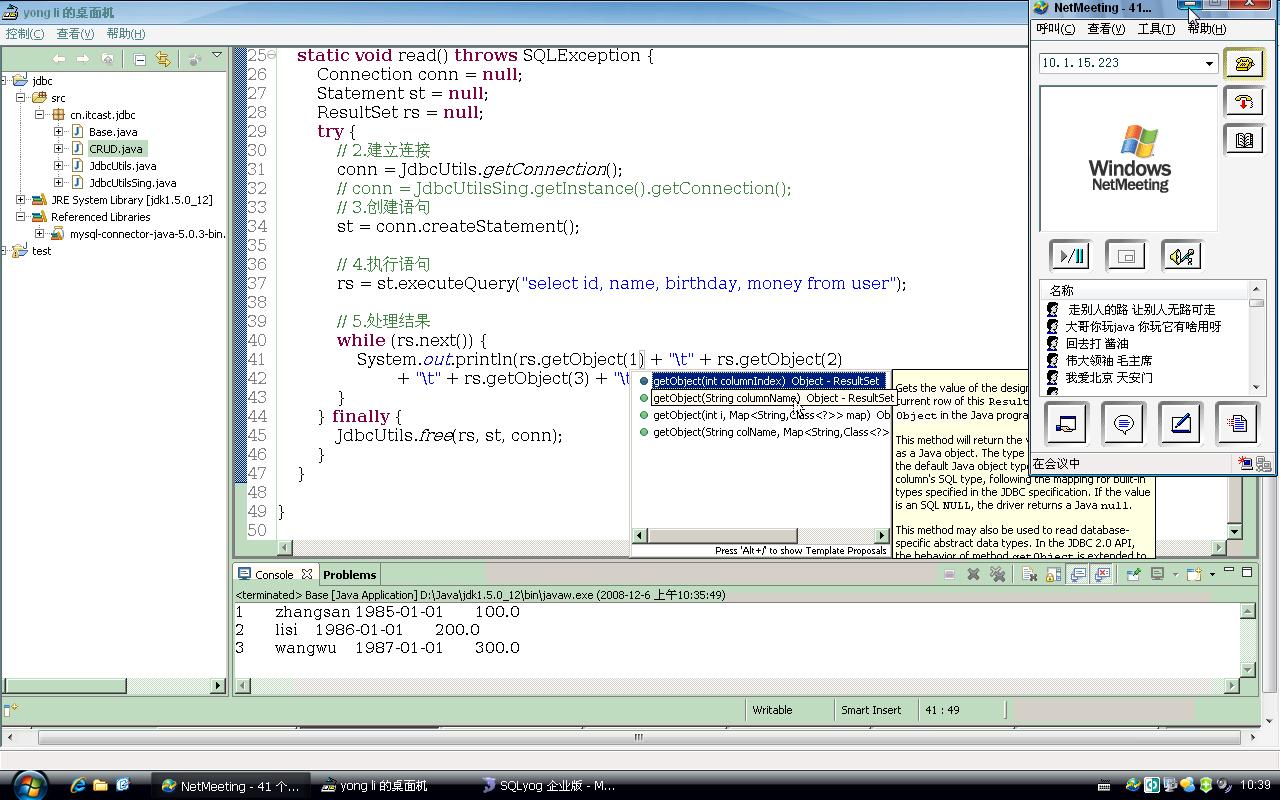 yong li 的桌面机
控制(C) 查看(V) 帮助(H)
jdbc
src
cn.itcast.jdbc
Base.java
CRUD.java
JdbcUtils.java
JdbcUtilsSing.java
JRE System Library [jdk1.5.0_12]
Referenced Libraries
mysql-connector-java-5.0.3-bin.
test
25 static void read() throws SQLException {
26 Connection conn = null;
27 Statement st = null;
28 ResultSet rs = null;
29 try {
30 // 2.建立连接
31 conn = JdbcUtils.getConnection();
32 // conn = JdbcUtilsSing.getInstance().getConnection();
33 // 3.创建语句
34 st = conn.createStatement();
35
36 // 4.执行语句
37 rs = st.executeQuery("select id, name, birthday, money from user");
38
39 // 5.处理结果
40 while (rs.next()) {
41 System.out.println(rs.getObject(1) + "\t" + rs.getObject(2)
42 + "\t" + rs.getObject(3) + "\t
43 }
44 } finally {
45 JdbcUtils.free(rs, st, conn);
46 }
47 }
48
49 }
50
getObject(int columnIndex) Object - ResultSet
getObject(String columnName) Object - ResultSet
getObject(int i, Map<String,Class<?>> map) Ob
getObject(String colName, Map<String,Class<?>
Press 'Alt+/' to show Template Proposals
Gets the value of the desig
current row of this Resul
Object in the Java progra
This method will return the v
as a Java object. The type
the default Java object typ
column's SQL type, following the mapping for built-in
types specified in the JDBC specification. If the value
is an SQL NULL, the driver returns a Java null.
This method may also be used to read database-
specific abstract data types. In the JDBC 2.0 API,
the behavior of method getObject is extended to
NetMeeting - 41...
呼叫(C) 查看(V) 工具(T) 帮助(H)
10.1.15.223
Windows
NetMeeting
名称
走别人的路 让别人无路可走
大哥你玩java 你玩它有啥用呀
回去打 酱油
伟大领袖 毛主席
我爱北京 天安门
在会议中
Console Problems
<terminated> Base [Java Application] D:\Java\jdk1.5.0_12\bin\javaw.exe (2008-12-6 上午10:35:49)
1 zhangsan 1985-01-01 100.0
2 lisi 1986-01-01 200.0
3 wangwu 1987-01-01 300.0
Writable Smart Insert 41 : 49
NetMeeting - 41 个... yong li 的桌面机 SQLyog 企业版 - M... 10:39